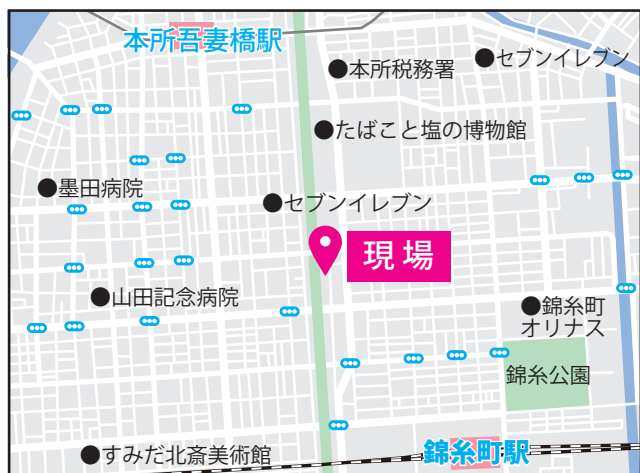 本所吾妻橋駅
●セブンイレブン
●本所税務署
●たばこと塩の博物館
●墨田病院
●セブンイレブン
現場
●山田記念病院
●錦糸町
オリナス
錦糸公園
●すみだ北斎美術館
錦糸町駅